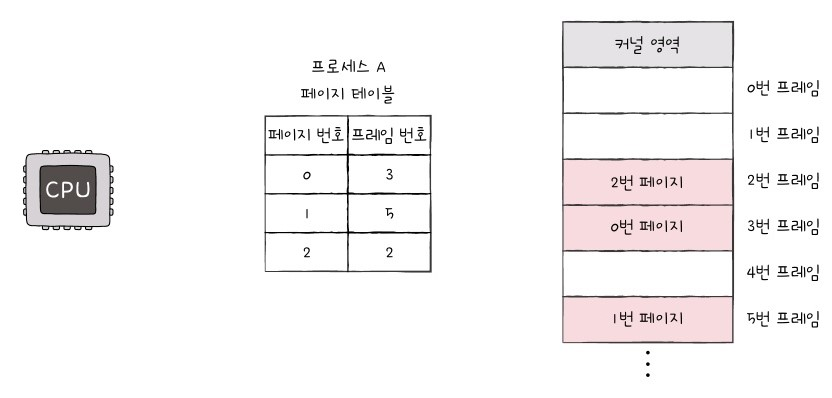 CPU
프로세스 A
페이지 테이블
페이지 번호 프레임 번호
0 3
1 5
2 2
커널 영역
0번 프레임
1번 프레임
2번 페이지 2번 프레임
0번 페이지 3번 프레임
4번 프레임
1번 페이지 5번 프레임